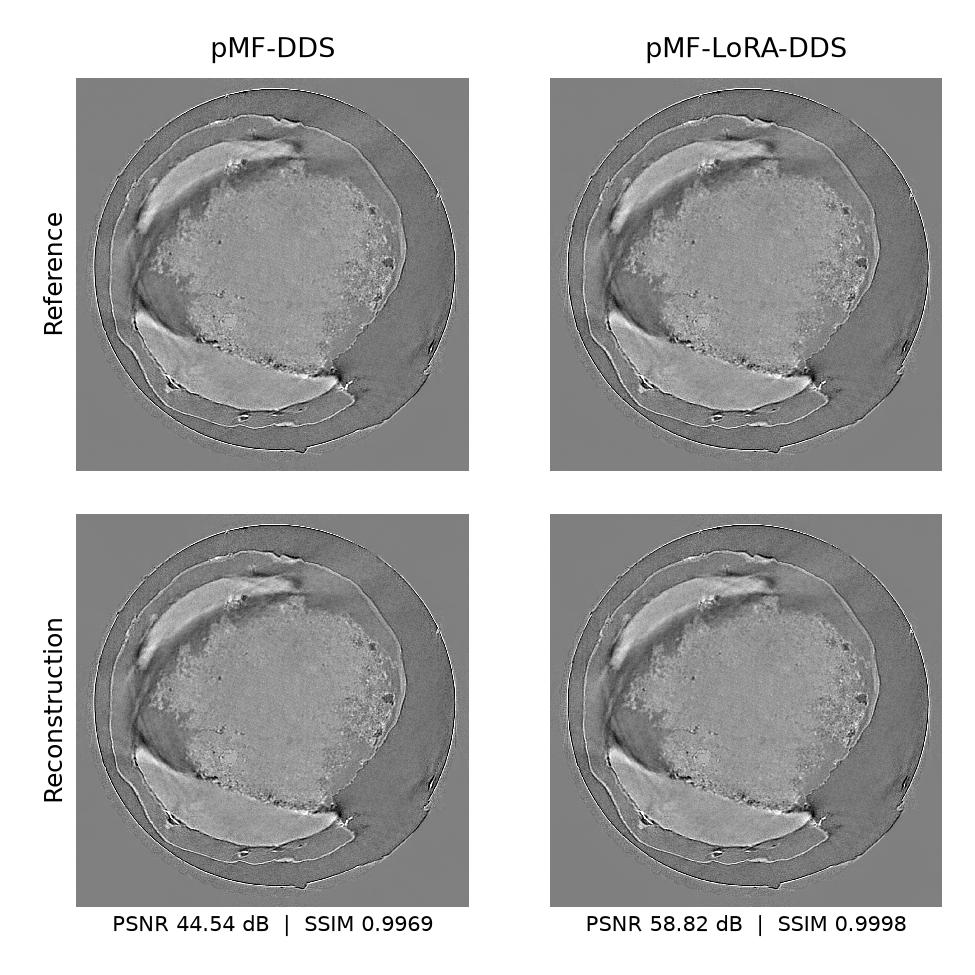 pMF-DDS
pMF-LoRA-DDS
Reference
Reconstruction
PSNR 44.54 dB | SSIM 0.9969
PSNR 58.82 dB | SSIM 0.9998